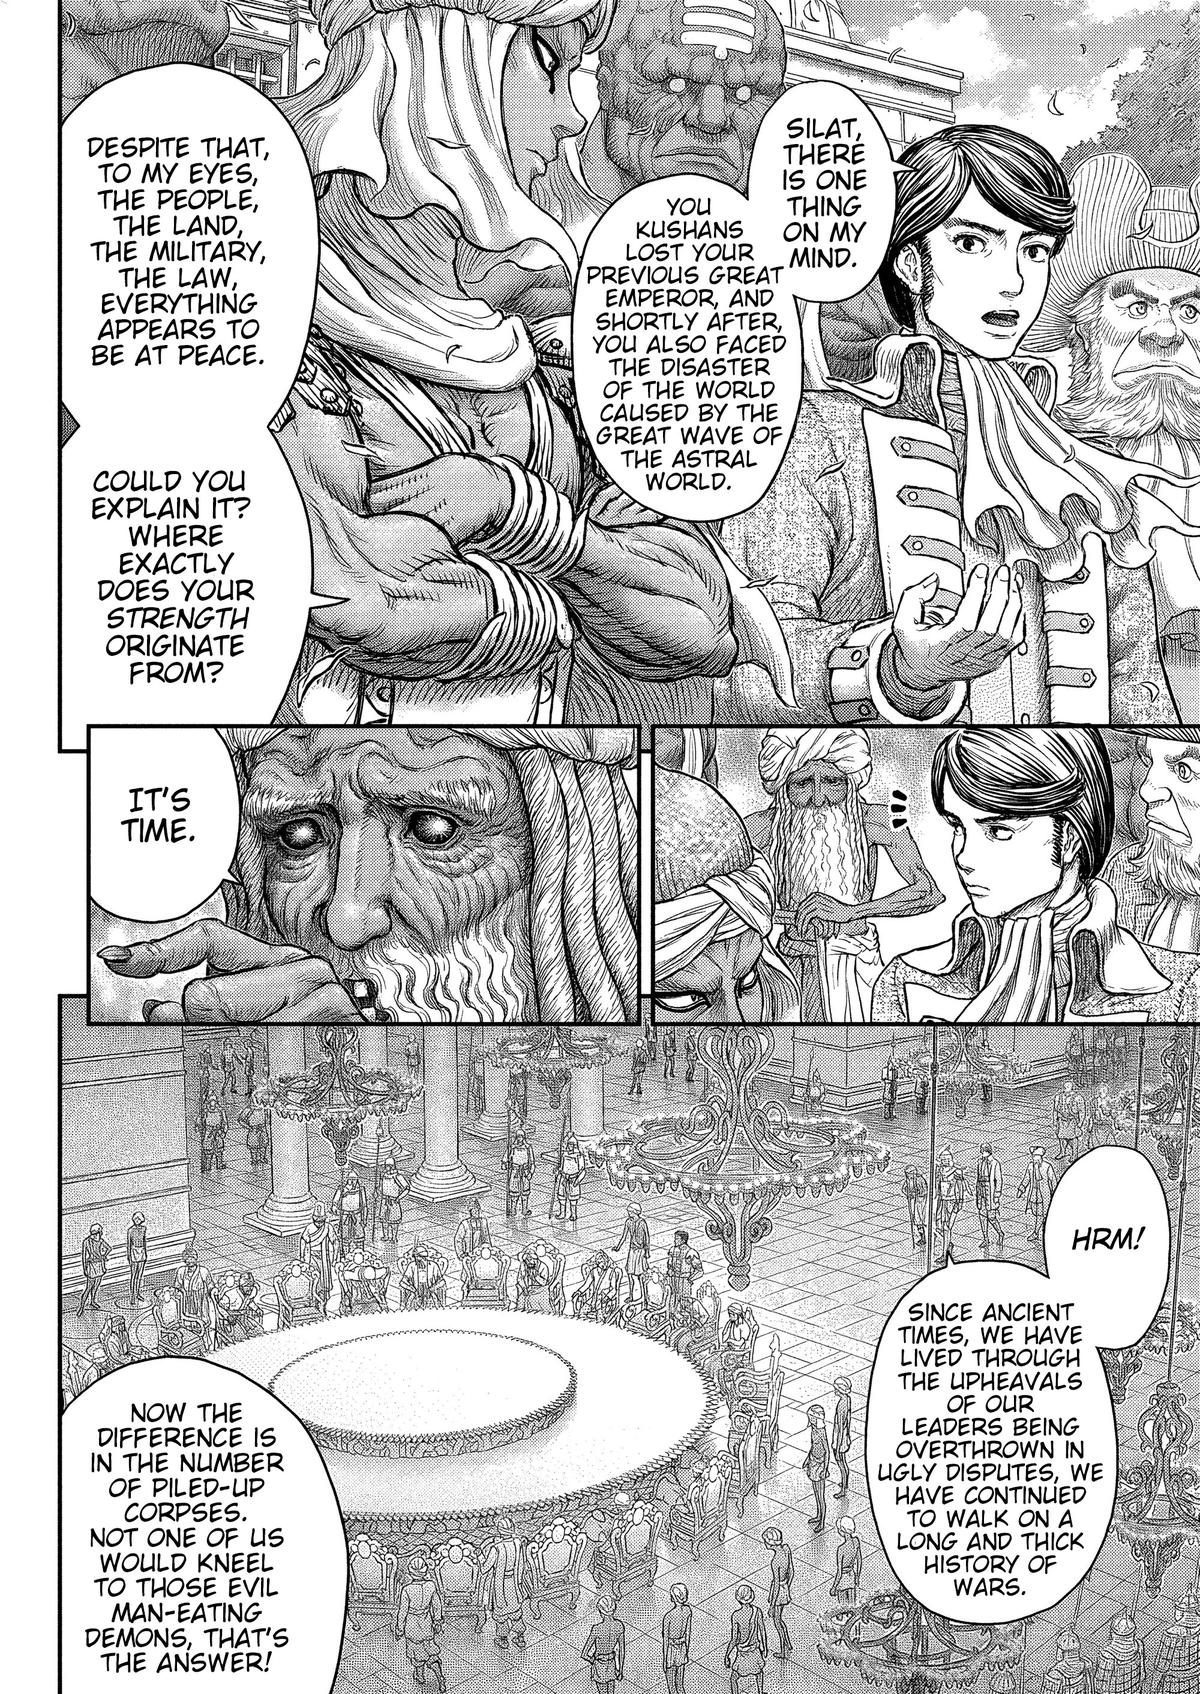 SILAT,
THERE
IS ONE
THING
ON MY
MIND.
YOU
KUSHANS
LOST YOUR
PREVIOUS GREAT
EMPEROR, AND
SHORTLY AFTER,
YOU ALSO FACED
THE DISASTER
OF THE WORLD
CAUSED BY THE
GREAT WAVE OF
THE ASTRAL
WORLD.
DESPITE THAT,
TO MY EYES,
THE PEOPLE,
THE LAND,
THE MILITARY,
THE LAW,
EVERYTHING
APPEARS TO
BE AT PEACE.
COULD YOU
EXPLAIN IT?
WHERE
EXACTLY
DOES YOUR
STRENGTH
ORIGINATE
FROM?
IT'S
TIME.
HRM!
SINCE ANCIENT
TIMES, WE HAVE
LIVED THROUGH
THE UPHEAVALS
OF OUR
LEADERS BEING
OVERTHROWN IN
UGLY DISPUTES, WE
HAVE CONTINUED
TO WALK ON A
LONG AND THICK
HISTORY OF
WARS.
NOW THE
DIFFERENCE IS
IN THE NUMBER
OF PILED-UP
CORPSES.
NOT ONE OF US
WOULD KNEEL
TO THOSE EVIL
MAN-EATING
DEMONS, THAT'S
THE ANSWER!